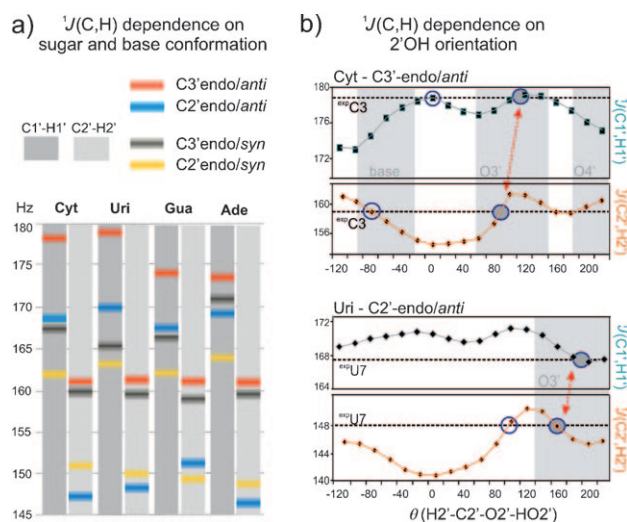 a) ¹J(C,H) dependence on
sugar and base conformation
C3'endo/anti
C2'endo/anti
C1'-H1' C2'-H2'
C3'endo/syn
C2'endo/syn
Hz Cyt Uri Gua Ade
180
175
170
165
160
155
150
145
b) ¹J(C,H) dependence on
2'OH orientation
Cyt - C3'-endo/anti
180
expC3
176
172
base O3' O4'
¹J(C1',H1')
160
expC3
156
¹J(C2',H2')
-120 -80 -40 0 40 80 120 160 200
Uri - C2'-endo/anti
172
168
expU7
164
O3'
¹J(C1',H1')
expU7
148
144
140
¹J(C2',H2')
-120 -80 -40 0 40 80 120 160 200
θ (H2'-C2'-O2'-HO2')